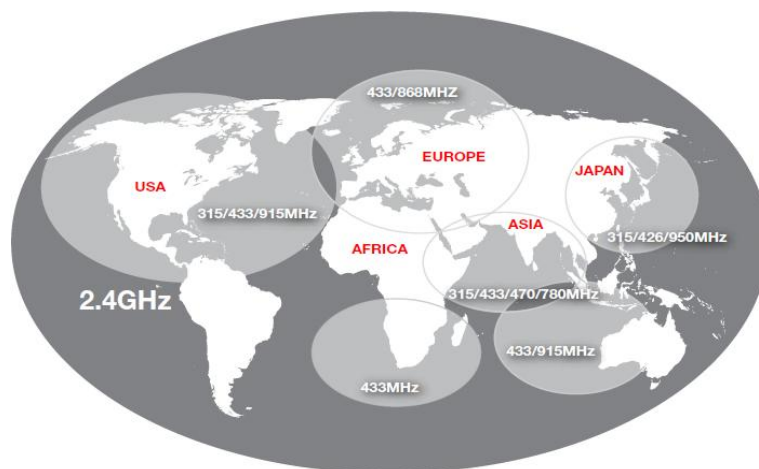 433/868MHZ
EUROPE
USA
JAPAN
315/433/915MHz
ASIA
AFRICA
315/426/950MHz
2.4GHz
315/433/470/780MHz
433/915MHz
433MHz